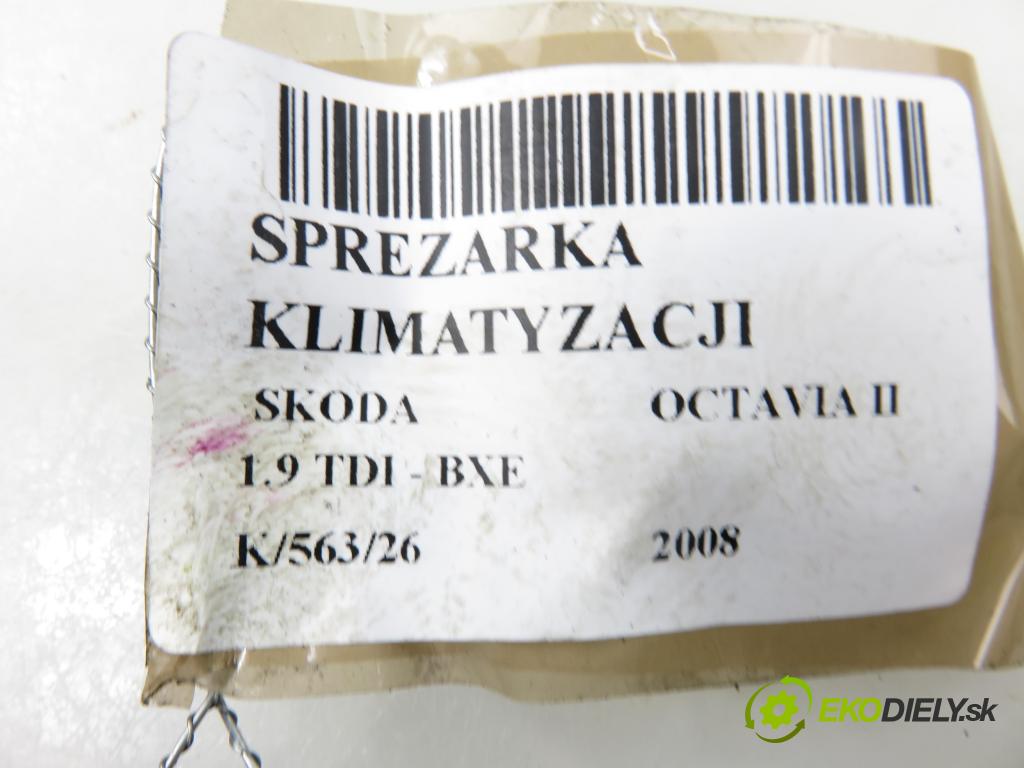 SPREZARKA
KLIMATYZACJI
SKODA OCTAVIA II
1.9 TDI - BXE
K/563/26 2008
EKODIELY.sk